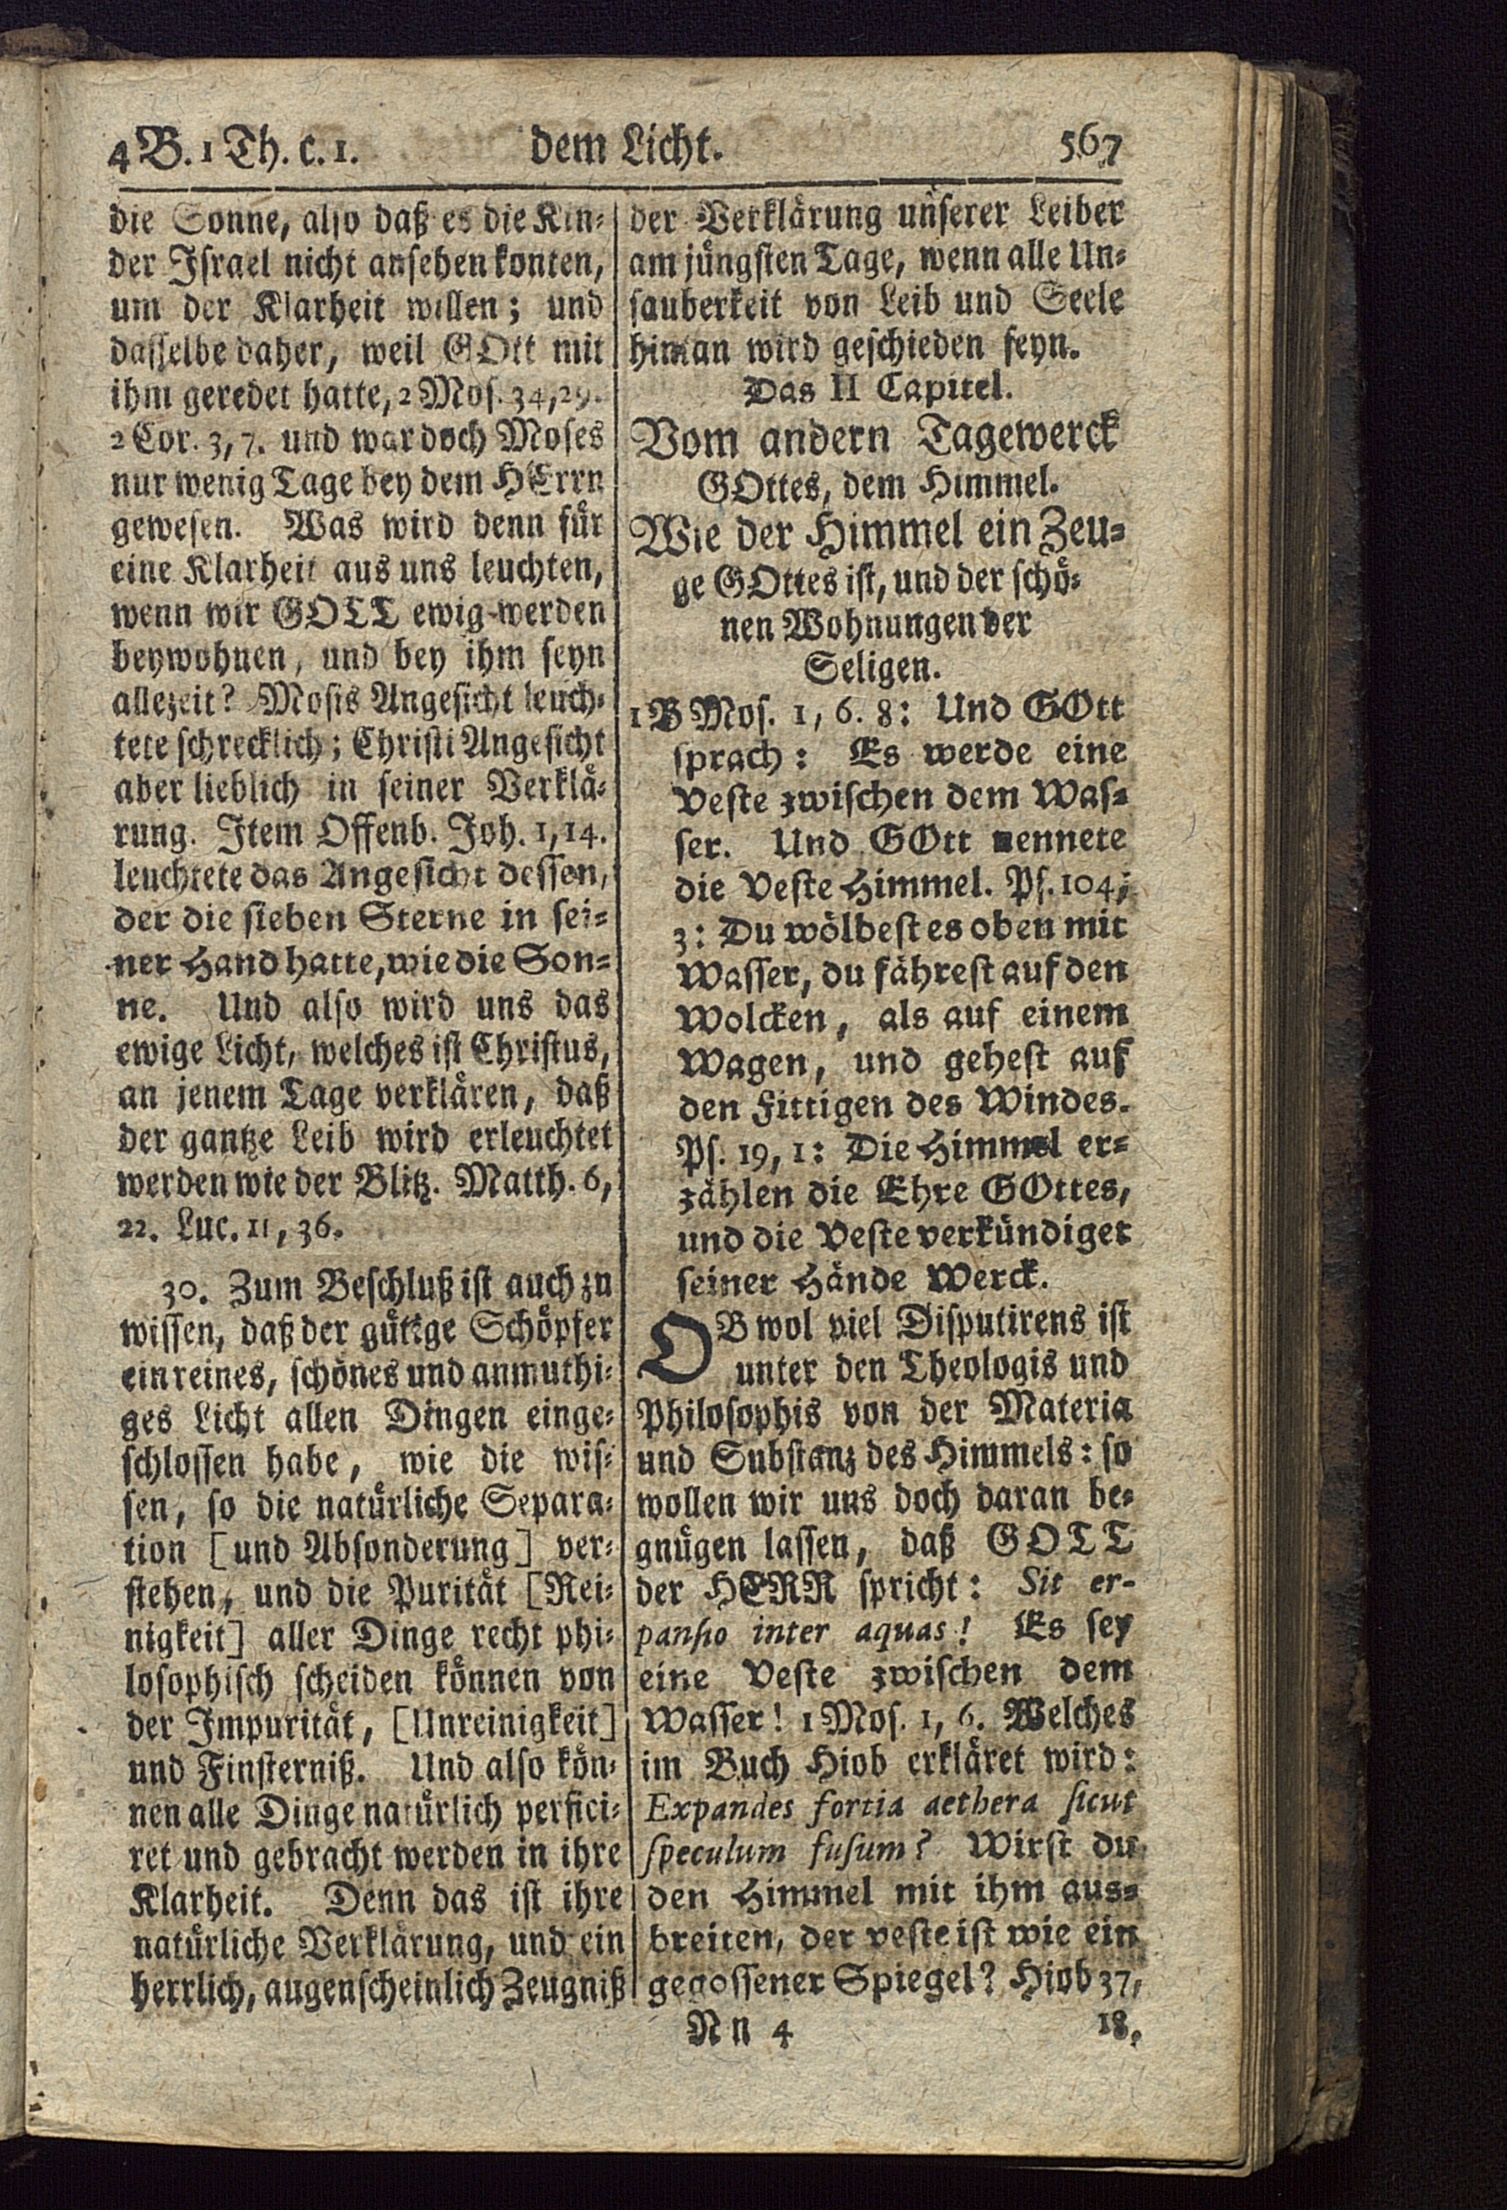 4 B. 1 Th. c. 1. dem Licht. 567
die Sonne, also daß es die Kin-
der Israel nicht ansehen konten,
um der Klarheit willen; und
dasselbe daher, weil GOtt mit
ihm geredet hatte, 2 Mos. 34, 29.
2 Cor. 3, 7. und war doch Moses
nur wenig Tage bey dem HErrn
gewesen. Was wird denn für
eine Klarheit aus uns leuchten,
wenn wir GOTT ewig werden
beywohnen, und bey ihm seyn
allezeit? Mosis Angesicht leuch-
tete schrecklich; Christi Angesicht
aber lieblich in seiner Verklä-
rung. Item Offenb. Joh. 1, 14.
leuchtete das Angesicht dessen,
der die sieben Sterne in sei-
ner Hand hatte, wie die Son-
ne. Und also wird uns das
ewige Licht, welches ist Christus,
an jenem Tage verklären, daß
der gantze Leib wird erleuchtet
werden wie der Blitz. Matth. 6,
22. Luc. 11, 36.
30. Zum Beschluß ist auch zu
wissen, daß der gütige Schöpfer
ein reines, schönes und anmuthi-
ges Licht allen Dingen einge-
schlossen habe, wie die wis-
sen, so die natürliche Separa-
tion [und Absonderung] ver-
stehen, und die Purität [Rei-
nigkeit] aller Dinge recht phi-
losophisch scheiden können von
der Impurität, [Unreinigkeit]
und Finsterniß. Und also kön-
nen alle Dinge natürlich perfici-
ret und gebracht werden in ihre
Klarheit. Denn das ist ihre
natürliche Verklärung, und ein
herrlich, augenscheinlich Zeugniß
der Verklärung unserer Leiber
am jüngsten Tage, wenn alle Un-
sauberkeit von Leib und Seele
hinan wird geschieden seyn.
Das II Capitel.
Vom andern Tagewerck
GOttes, dem Himmel.
Wie der Himmel ein Zeu-
ge GOttes ist, und der schö-
nen Wohnungen der
Seligen.
1 B Mos. 1, 6. 8: Und GOtt
sprach: Es werde eine
Veste zwischen dem Was-
ser. Und GOtt nennete
die Veste Himmel. Ps. 104,
3: Du wölbest es oben mit
Wasser, du fährest auf den
Wolcken, als auf einem
Wagen, und gehest auf
den Fittigen des Windes.
Ps. 19, 1: Die Himmel er-
zählen die Ehre GOttes,
und die Veste verkündiget
seiner Hände Werck.
OB wol viel Disputirens ist
unter den Theologis und
Philosophis von der Materia
und Substanz des Himmels: so
wollen wir uns doch daran be-
gnügen lassen, daß GOTT
der HERR spricht: Sit er-
pansio inter aquas! Es sey
eine Veste zwischen dem
Wasser! 1 Mos. 1, 6. Welches
im Buch Hiob erkläret wird:
Expandes fortia aethera sicut
speculum fusum? Wirst du
den Himmel mit ihm aus-
breiten, der veste ist wie ein
gegossener Spiegel? Hiob 37,
Nn 4 18.